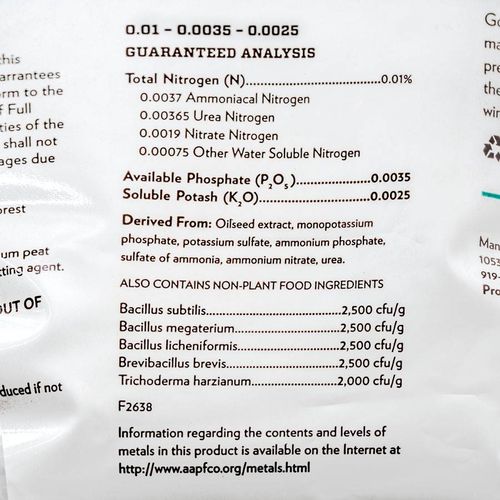 0.01 – 0.0035 – 0.0025
GUARANTEED ANALYSIS
Total Nitrogen (N)..........................................0.01%
0.0037 Ammoniacal Nitrogen
0.00365 Urea Nitrogen
0.0019 Nitrate Nitrogen
0.00075 Other Water Soluble Nitrogen
Available Phosphate (P₂O₅)........................0.0035
Soluble Potash (K₂O)...................................0.0025
Derived From: Oilseed extract, monopotassium
phosphate, potassium sulfate, ammonium phosphate,
sulfate of ammonia, ammonium nitrate, urea.
ALSO CONTAINS NON-PLANT FOOD INGREDIENTS
Bacillus subtilis..........................................2,500 cfu/g
Bacillus megaterium.................................2,500 cfu/g
Bacillus licheniformis................................2,500 cfu/g
Brevibacillus brevis...................................2,500 cfu/g
Trichoderma harzianum............................2,000 cfu/g
F2638
Information regarding the contents and levels of
metals in this product is available on the Internet at
http://www.aapfco.org/metals.html
this
arrantees
rm to the
f Full
ties of the
shall not
ages due
orest
um peat
tting agent.
OUT OF
duced if not
Go
ma
pre
the
wi
Man
1053
919-
Pro